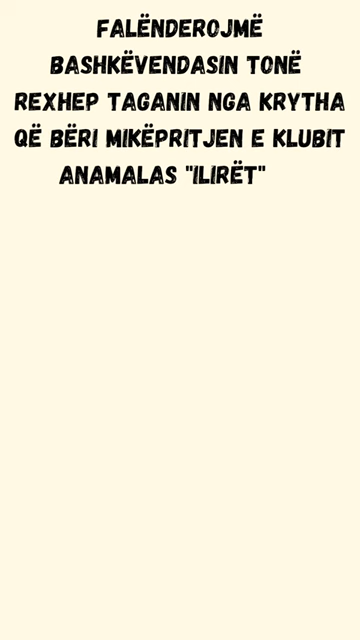 FALËNDEROJMË
BASHKËVENDASIN TONË
REXHEP TAGANIN NGA KRYTHA
QË BËRI MIKËPRITJEN E KLUBIT
ANAMALAS "ILIRËT"